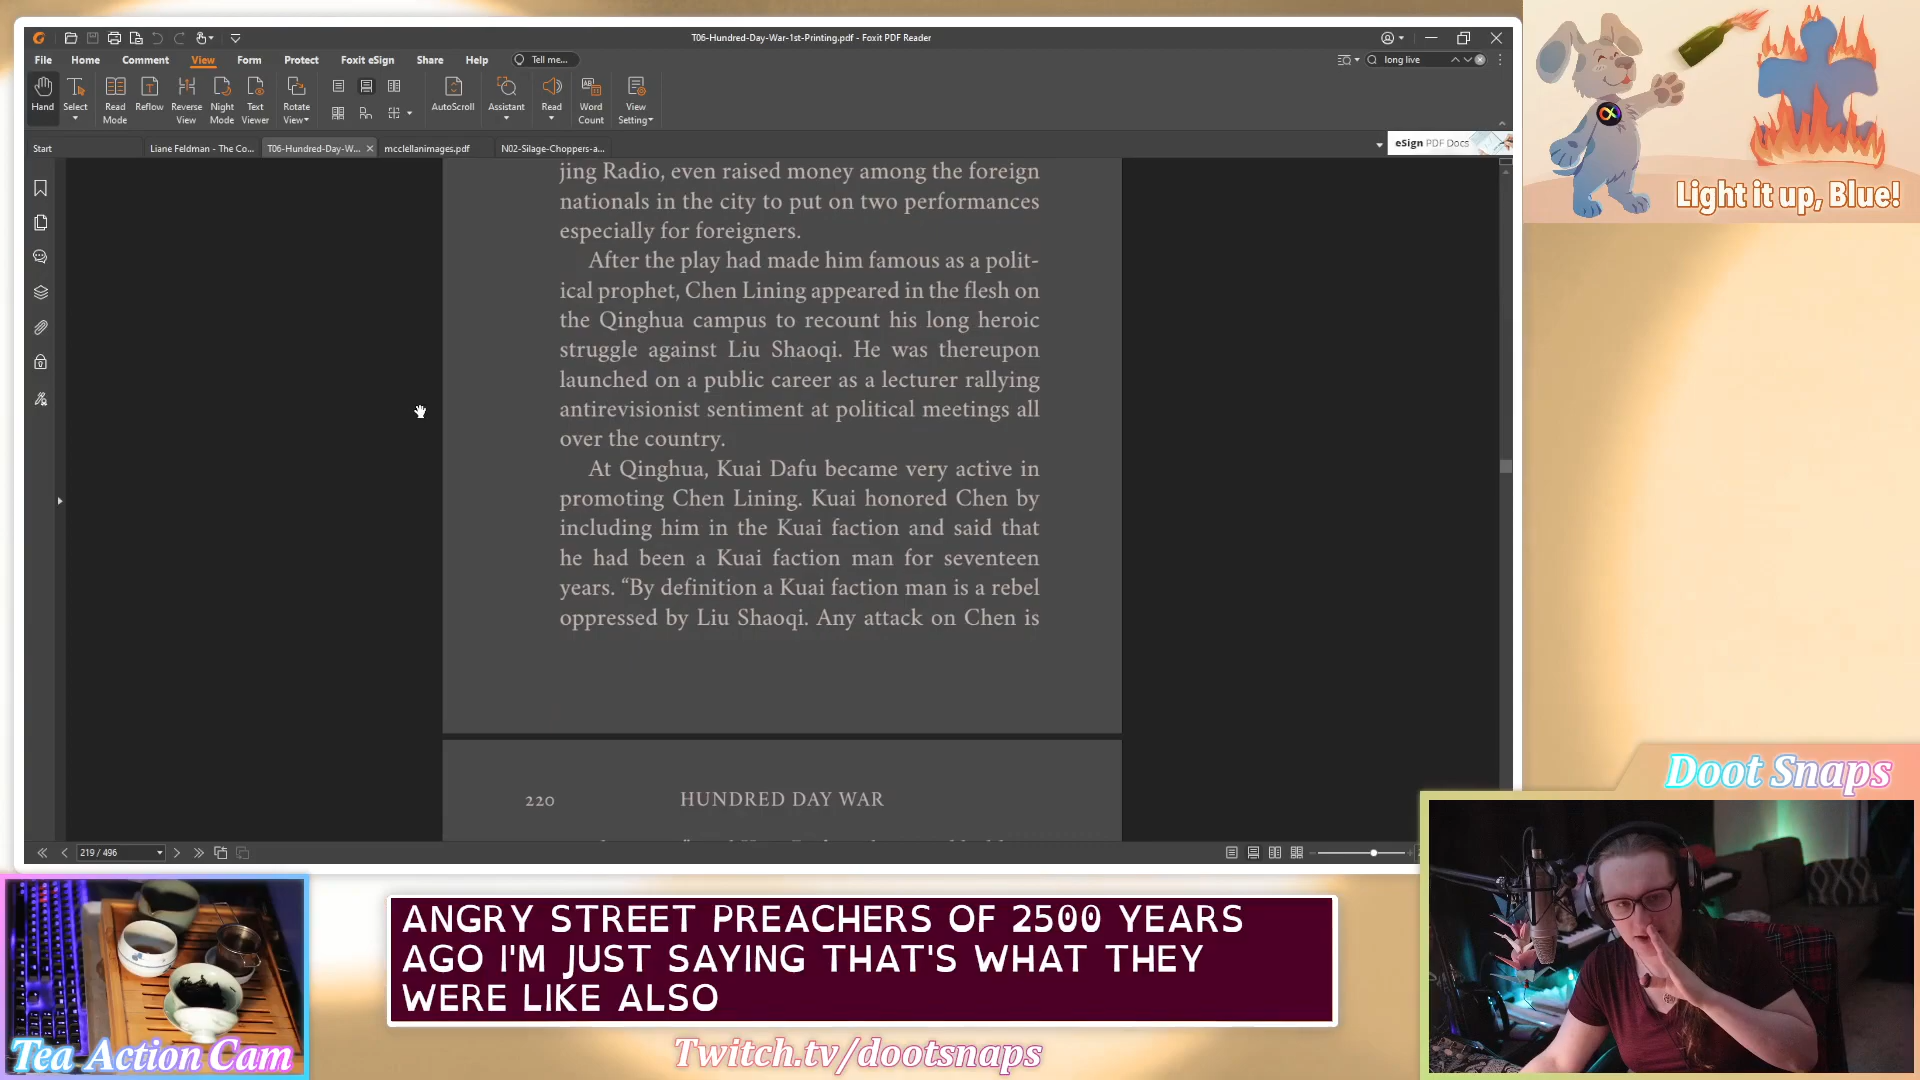 T06-Hundred-Day-War-1st-Printing.pdf - Foxit PDF Reader
File Home Comment View Form Protect Foxit eSign Share Help Tell me...
long live
Hand Select Read Mode Reflow Reverse View Night Mode Text Viewer Rotate View AutoScroll Assistant Read Word Count View Setting
Start Liane Feldman - The Co... T06-Hundred-Day-W... mcclellanimages.pdf N02-Silage-Choppers-a...
eSign PDF Docs
jing Radio, even raised money among the foreign
nationals in the city to put on two performances
especially for foreigners.
After the play had made him famous as a polit-
ical prophet, Chen Lining appeared in the flesh on
the Qinghua campus to recount his long heroic
struggle against Liu Shaoqi. He was thereupon
launched on a public career as a lecturer rallying
antirevisionist sentiment at political meetings all
over the country.
At Qinghua, Kuai Dafu became very active in
promoting Chen Lining. Kuai honored Chen by
including him in the Kuai faction and said that
he had been a Kuai faction man for seventeen
years. “By definition a Kuai faction man is a rebel
oppressed by Liu Shaoqi. Any attack on Chen is
220 HUNDRED DAY WAR
219 / 496
Light it up, Blue!
Doot Snaps
Tea Action Cam
ANGRY STREET PREACHERS OF 2500 YEARS
AGO I'M JUST SAYING THAT'S WHAT THEY
WERE LIKE ALSO
Twitch.tv/dootsnaps